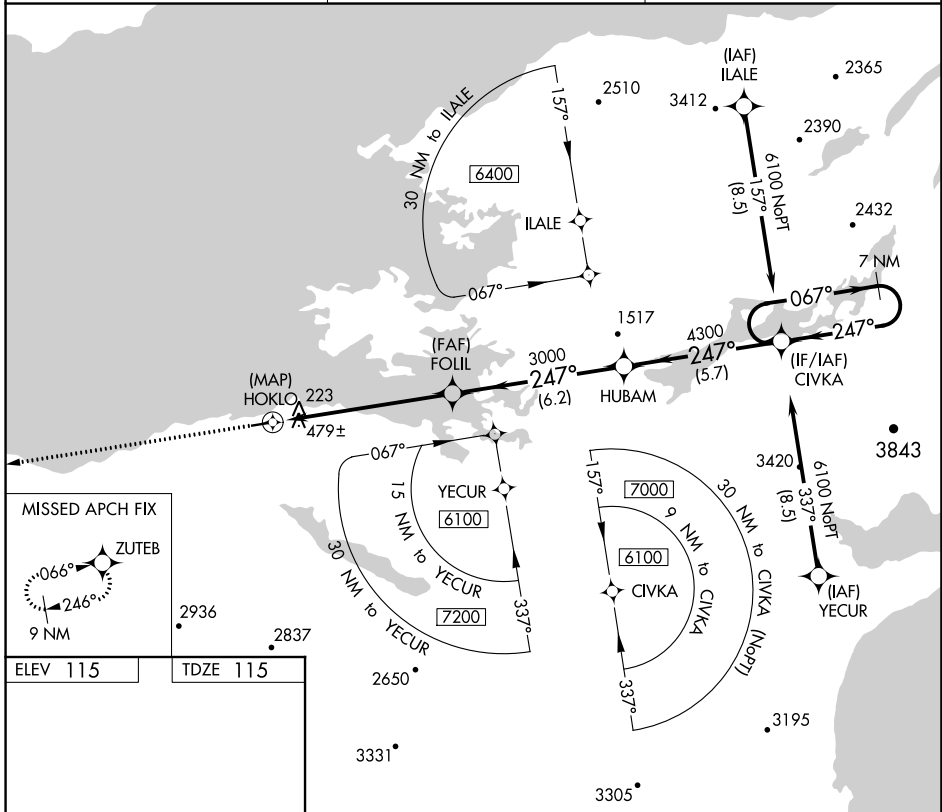 (IAF)
ILALE
2365
2510
3412
2390
157°
30 NM to ILALE
6400
6100 NoPT
157°
(8.5)
ILALE
2432
7 NM
067°
067°
247°
1517
4300
247°
(5.7)
(IF/IAF)
CIVKA
(FAF)
FOLIL
3000
247°
(6.2)
HUBAM
(MAP)
HOKLO
223
479±
3843
067°
YECUR
6100
15 NM to YECUR
30 NM to YECUR
7200
337°
157°
7000
9 NM to CIVKA
6100
CIVKA
30 NM to CIVKA (NoPT)
337°
3420
6100 NoPT
337°
(8.5)
(IAF)
YECUR
MISSED APCH FIX
ZUTEB
066°
246°
9 NM
2936
2837
ELEV 115
TDZE 115
2650
3195
3331
3305